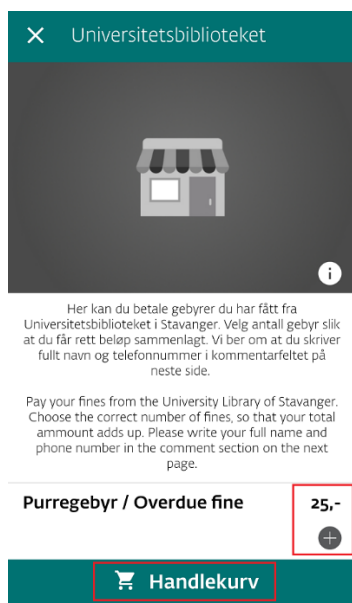 Universitetsbiblioteket
i
Her kan du betale gebyrer du har fått fra
Universitetsbiblioteket i Stavanger. Velg antall gebyr slik
at du får rett beløp sammenlagt. Vi ber om at du skriver
fullt navn og telefonnummer i kommentarfeltet på
neste side.
Pay your fines from the University Library of Stavanger.
Choose the correct number of fines, so that your total
ammount adds up. Please write your full name and
phone number in the comment section on the next
page.
Purregebyr / Overdue fine 25,-
Handlekurv